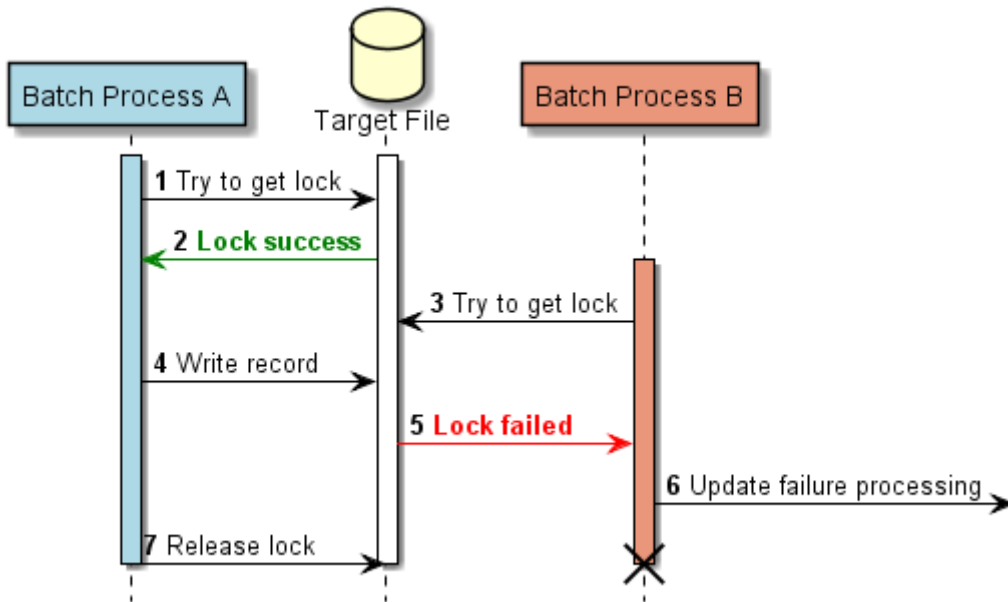 Batch Process A
Target File
Batch Process B
1 Try to get lock
2 Lock success
3 Try to get lock
4 Write record
5 Lock failed
6 Update failure processing
7 Release lock